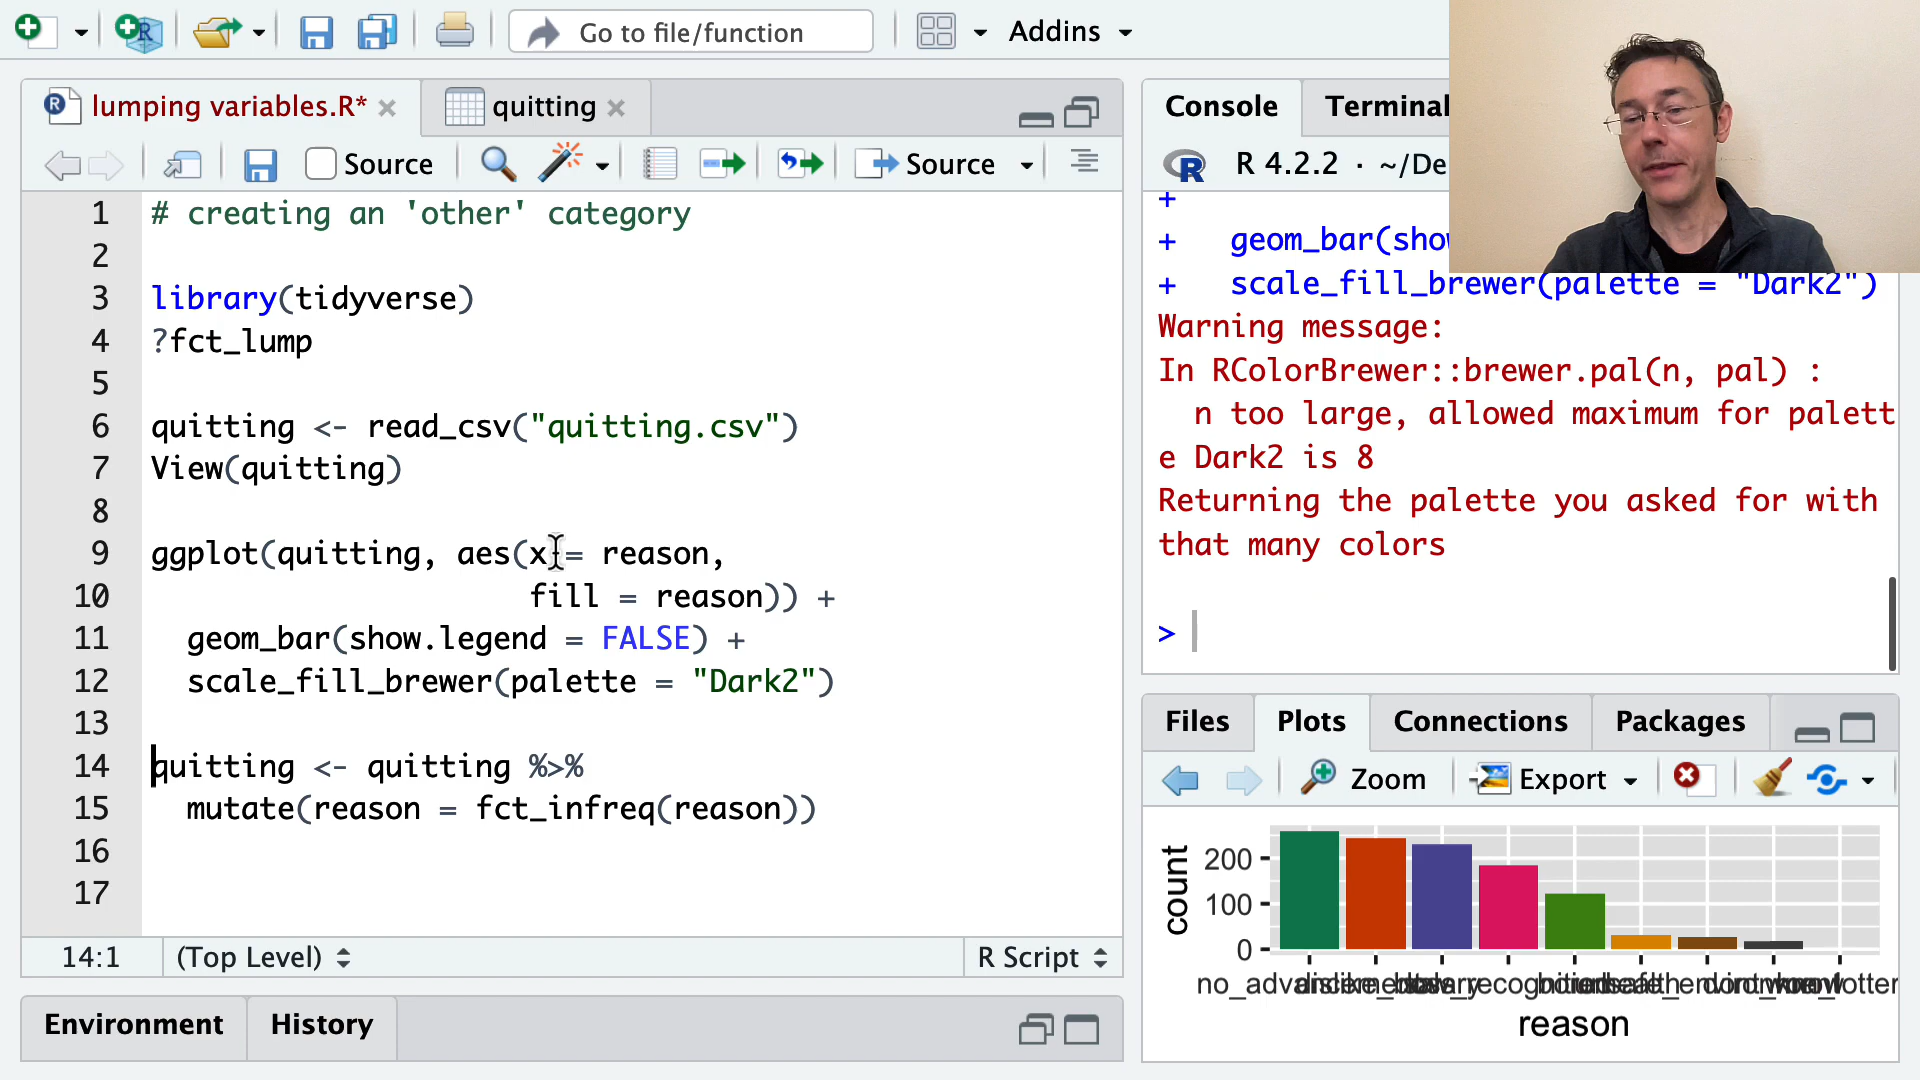 Go to file/function
Addins
lumping variables.R*
quitting
Source
Source
1 # creating an 'other' category
2
3 library(tidyverse)
4 ?fct_lump
5
6 quitting <- read_csv("quitting.csv")
7 View(quitting)
8
9 ggplot(quitting, aes(x = reason,
10 fill = reason)) +
11 geom_bar(show.legend = FALSE) +
12 scale_fill_brewer(palette = "Dark2")
13
14 quitting <- quitting %>%
15 mutate(reason = fct_infreq(reason))
16
17
14:1
(Top Level)
R Script
Environment
History
Console
Terminal
R 4.2.2 · ~/De
+
+ geom_bar(show
+ scale_fill_brewer(palette = "Dark2")
Warning message:
In RColorBrewer::brewer.pal(n, pal) :
n too large, allowed maximum for palett
e Dark2 is 8
Returning the palette you asked for with
that many colors
>
Files
Plots
Connections
Packages
Zoom
Export
count
200
100
0
reason